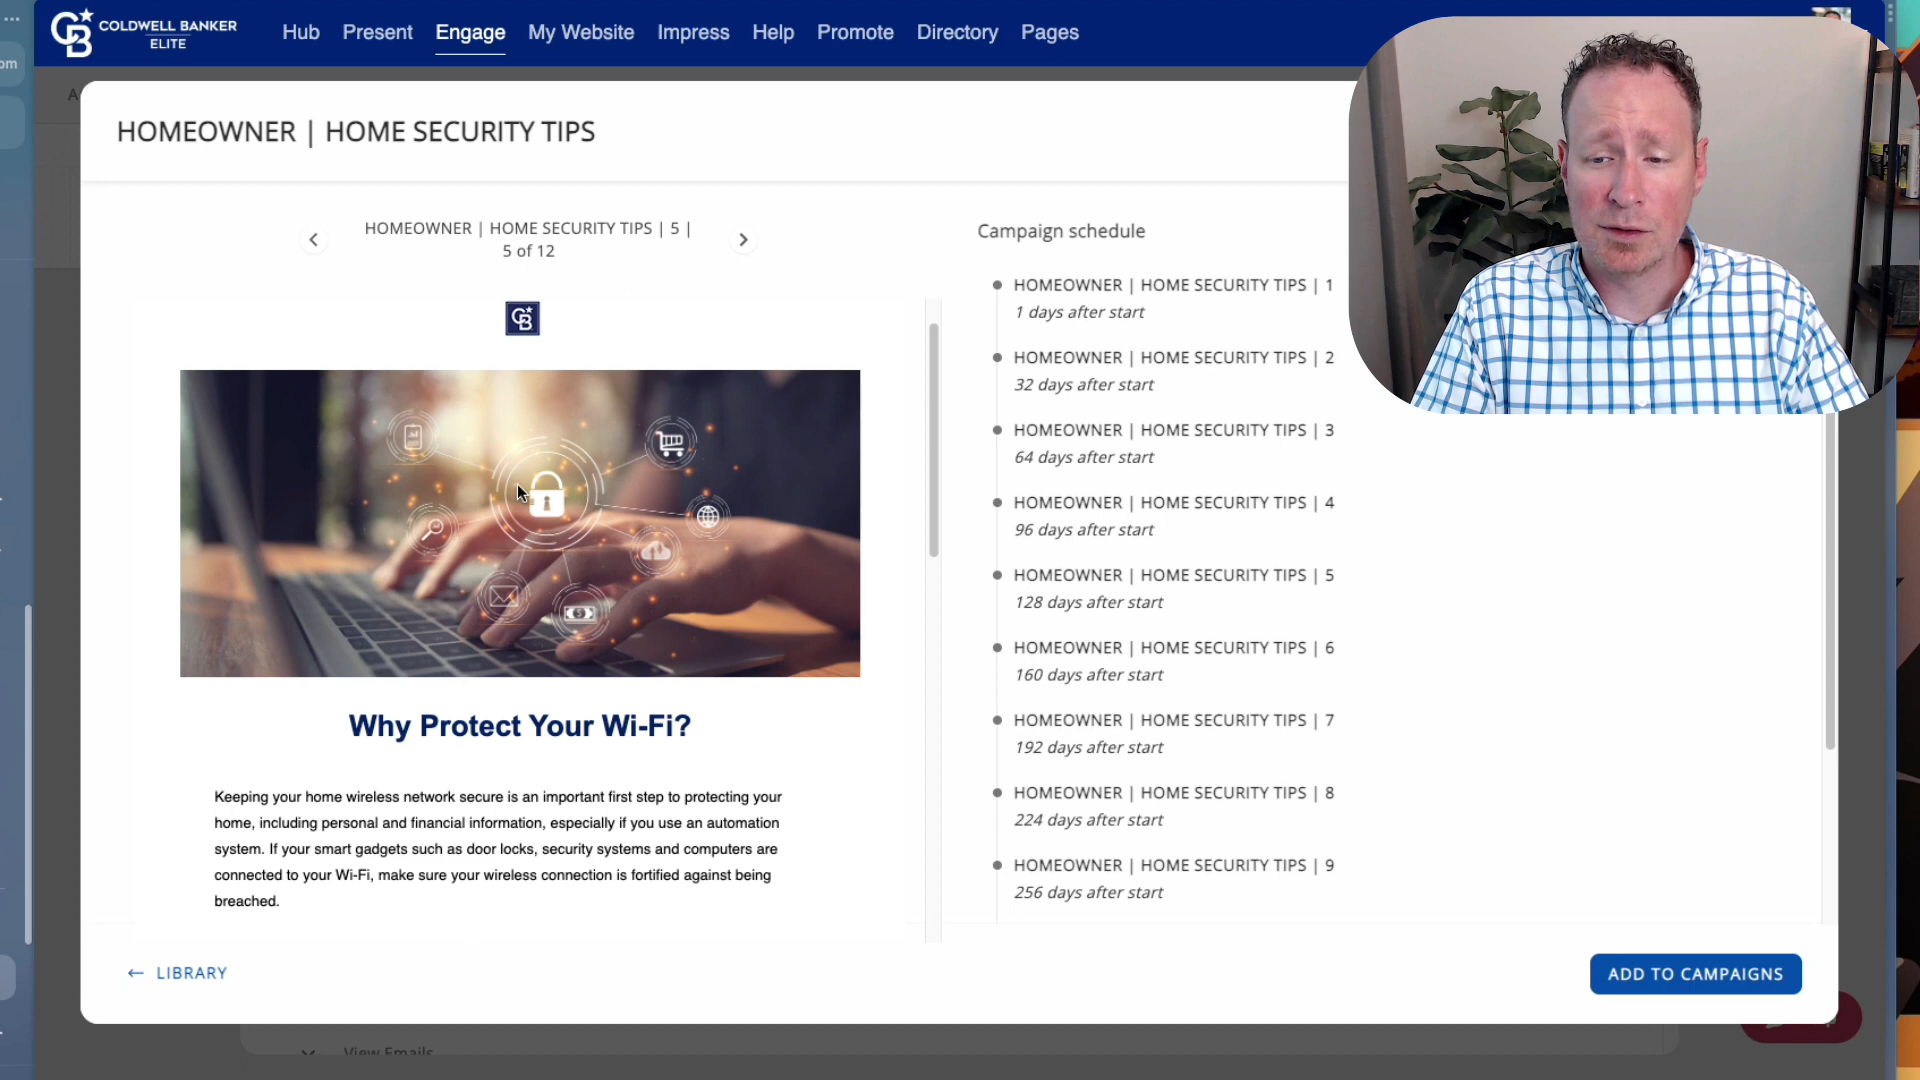 COLDWELL BANKER
ELITE
Hub Present Engage My Website Impress Help Promote Directory Pages
om
A
HOMEOWNER | HOME SECURITY TIPS
HOMEOWNER | HOME SECURITY TIPS | 5 |
5 of 12
CB
Why Protect Your Wi-Fi?
Keeping your home wireless network secure is an important first step to protecting your
home, including personal and financial information, especially if you use an automation
system. If your smart gadgets such as door locks, security systems and computers are
connected to your Wi-Fi, make sure your wireless connection is fortified against being
breached.
Campaign schedule
HOMEOWNER | HOME SECURITY TIPS | 1
1 days after start
HOMEOWNER | HOME SECURITY TIPS | 2
32 days after start
HOMEOWNER | HOME SECURITY TIPS | 3
64 days after start
HOMEOWNER | HOME SECURITY TIPS | 4
96 days after start
HOMEOWNER | HOME SECURITY TIPS | 5
128 days after start
HOMEOWNER | HOME SECURITY TIPS | 6
160 days after start
HOMEOWNER | HOME SECURITY TIPS | 7
192 days after start
HOMEOWNER | HOME SECURITY TIPS | 8
224 days after start
HOMEOWNER | HOME SECURITY TIPS | 9
256 days after start
← LIBRARY
ADD TO CAMPAIGNS
View Emails